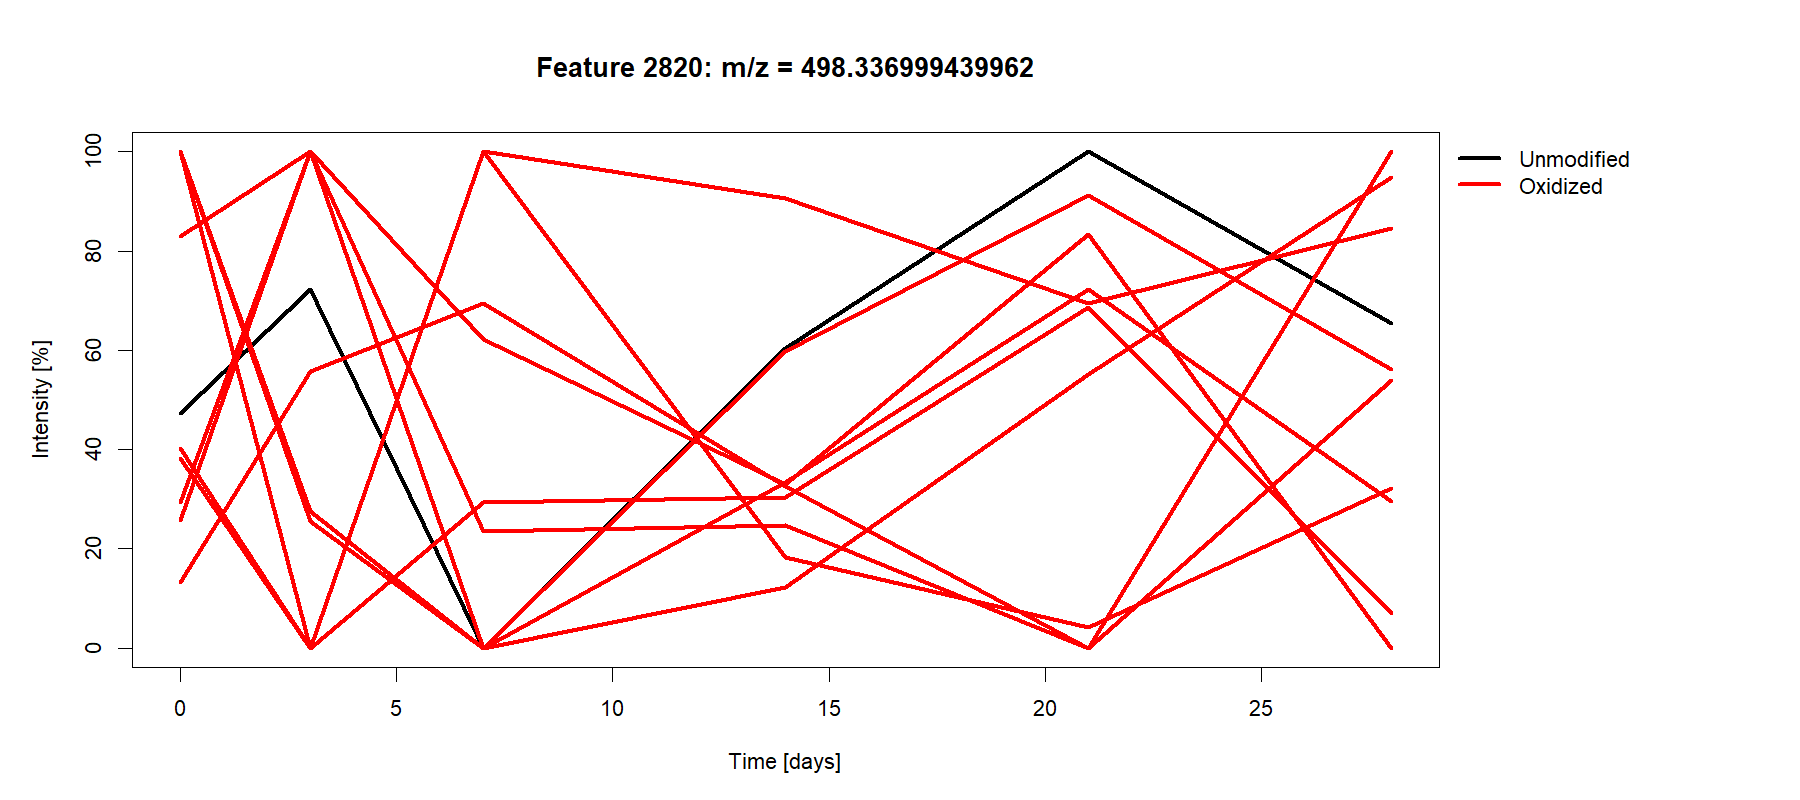 Feature 2820: m/z = 498.336999439962
Unmodified
Oxidized
Intensity [%]
100
80
60
40
20
0
0 5 10 15 20 25
Time [days]